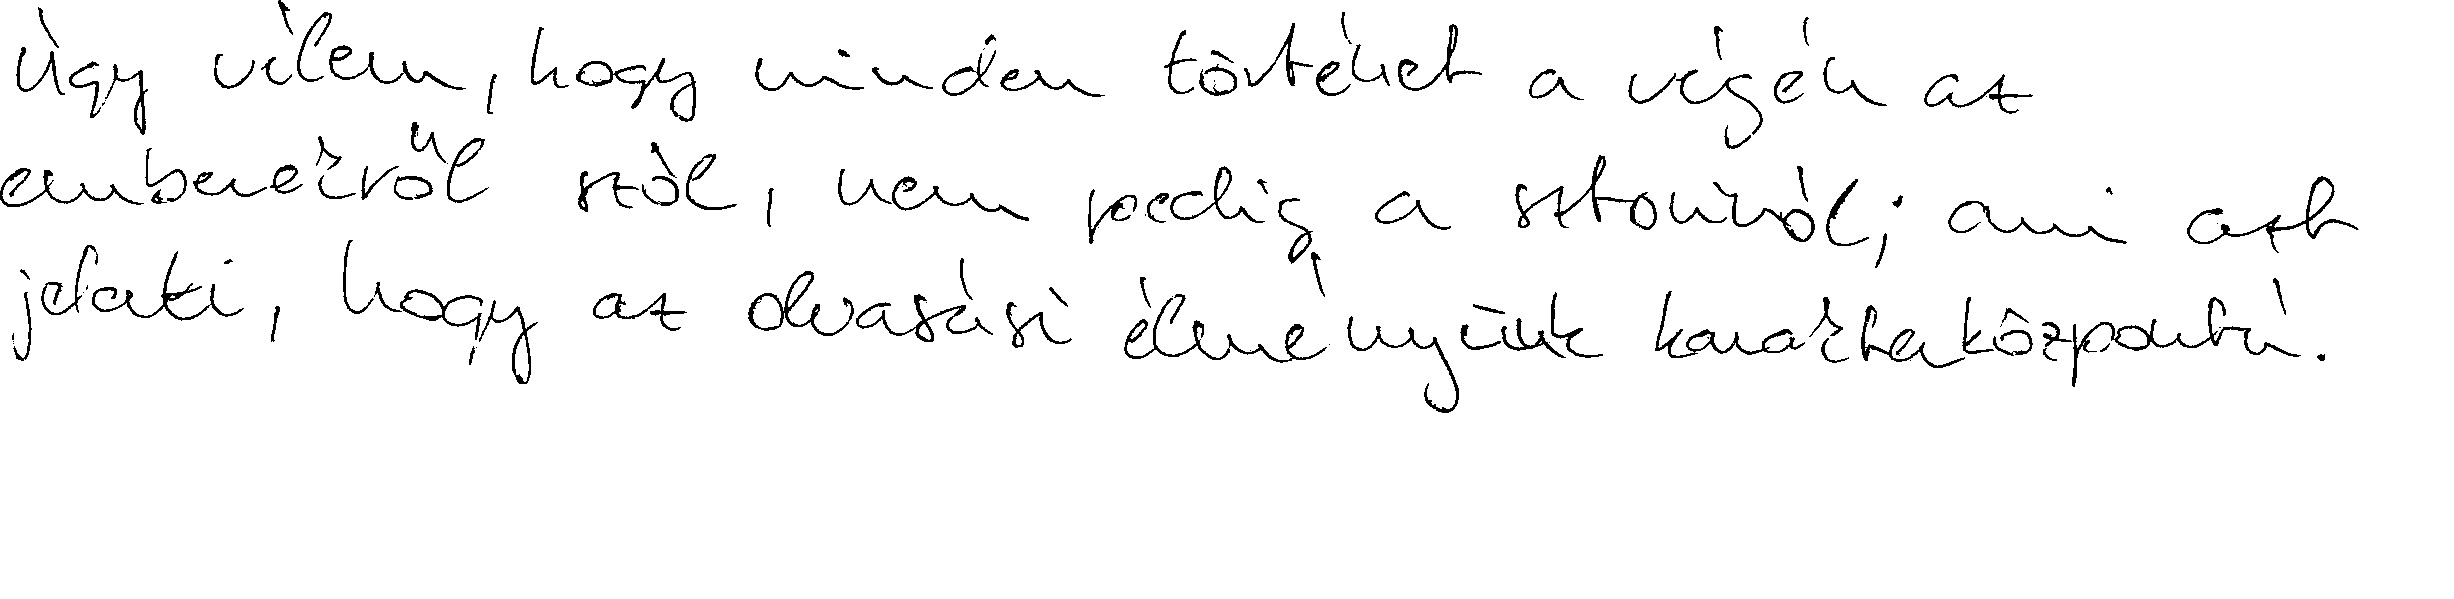 Úgy vélem, hogy minden történet a végén az
emberekről szól, nem pedig a sztoriról; ami azt
jelenti, hogy az olvasási élményünk karakterközpontú.